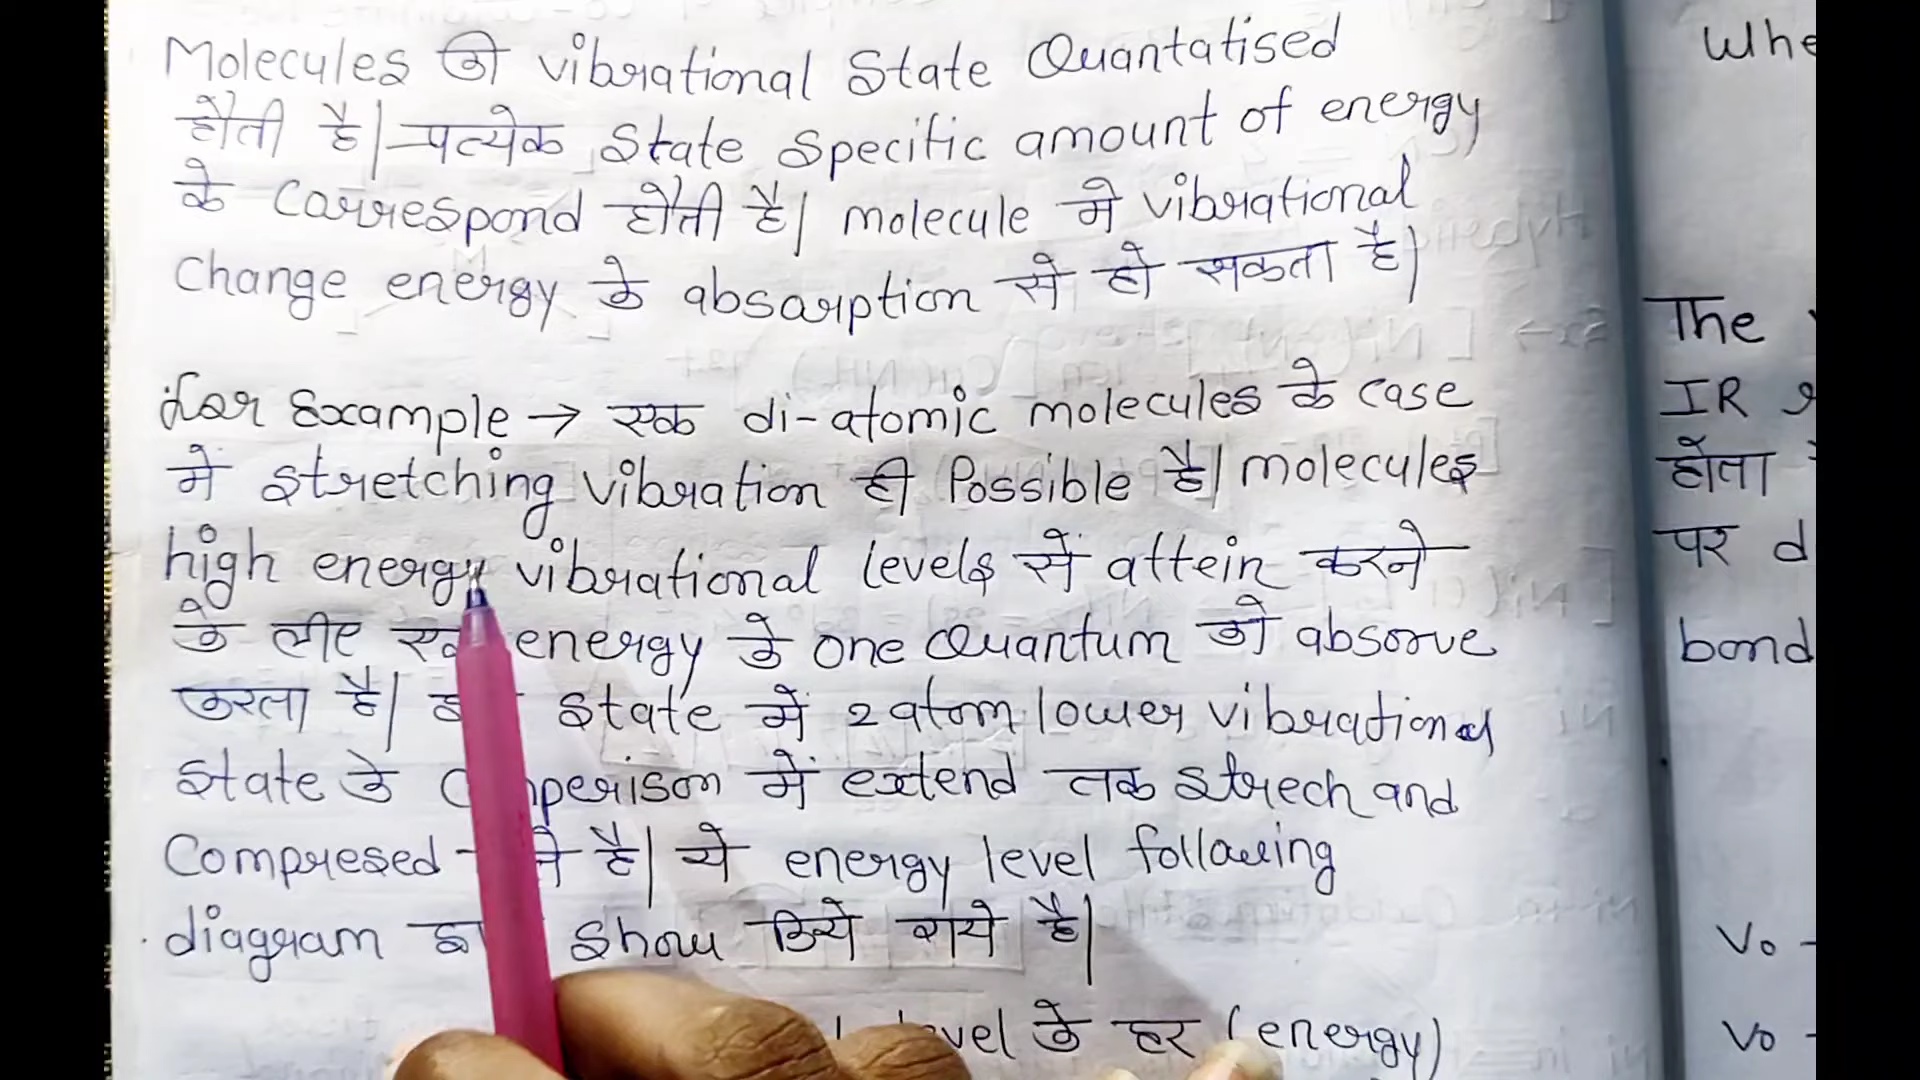 Molecules की vibrational State Quantatised
होती है। प्रत्येक State Specific amount of energy
के Correspond होती है। molecule मे vibrational
Change energy के absorption से हो सकता है।
for Example → एक di-atomic molecules के case
में stretching vibration ही Possible है। molecules
high energy vibrational levels से attein करने
के लीए energy के one Quantum को absorve
करता है। State में 2 atom lower vibrational
State के में extend तक strech and
Compresed है। ये energy level following
diagram show किये गये है।
के हर (energy)
Whe
The
IR
होता
पर d
bond
Vo -
Vo -